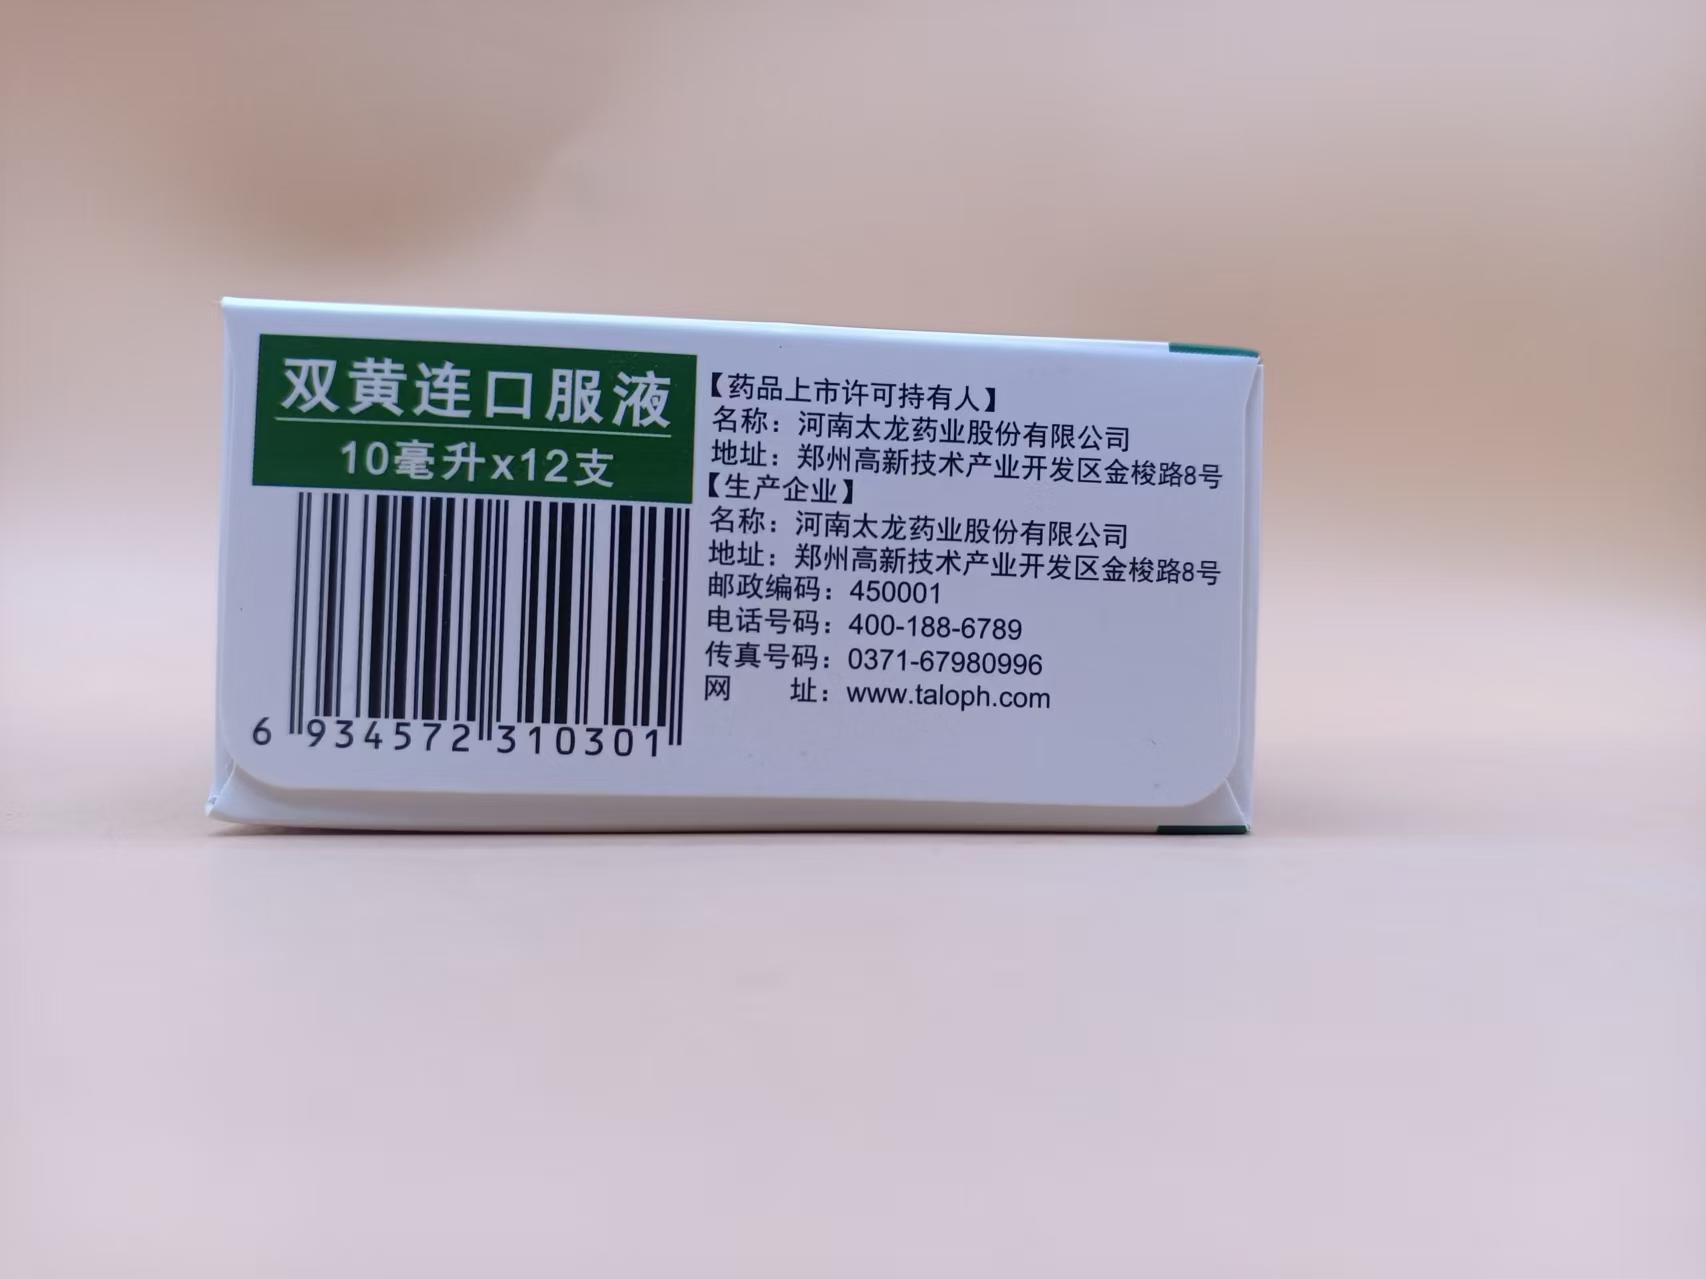 双黄连口服液
10毫升x12支
6 934572 310301
【药品上市许可持有人】
名称：河南太龙药业股份有限公司
地址：郑州高新技术产业开发区金梭路8号
【生产企业】
名称：河南太龙药业股份有限公司
地址：郑州高新技术产业开发区金梭路8号
邮政编码：450001
电话号码：400-188-6789
传真号码：0371-67980996
网　　址：www.taloph.com